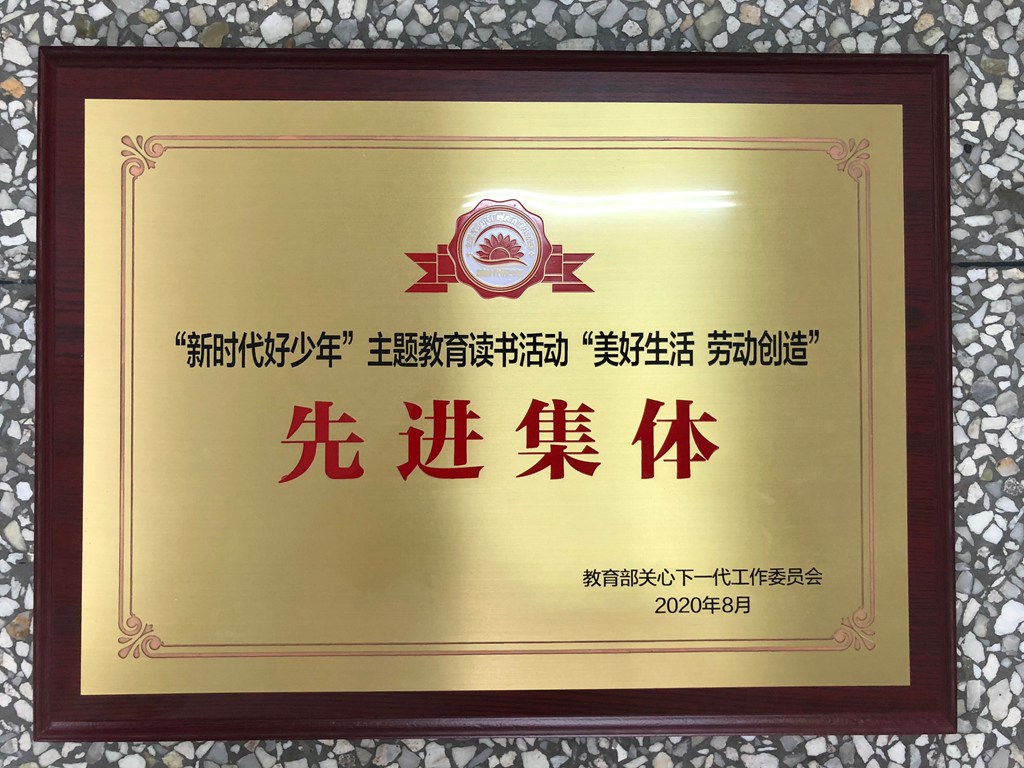 “新时代好少年”主题教育读书活动“美好生活 劳动创造”
先进集体
教育部关心下一代工作委员会
2020年8月